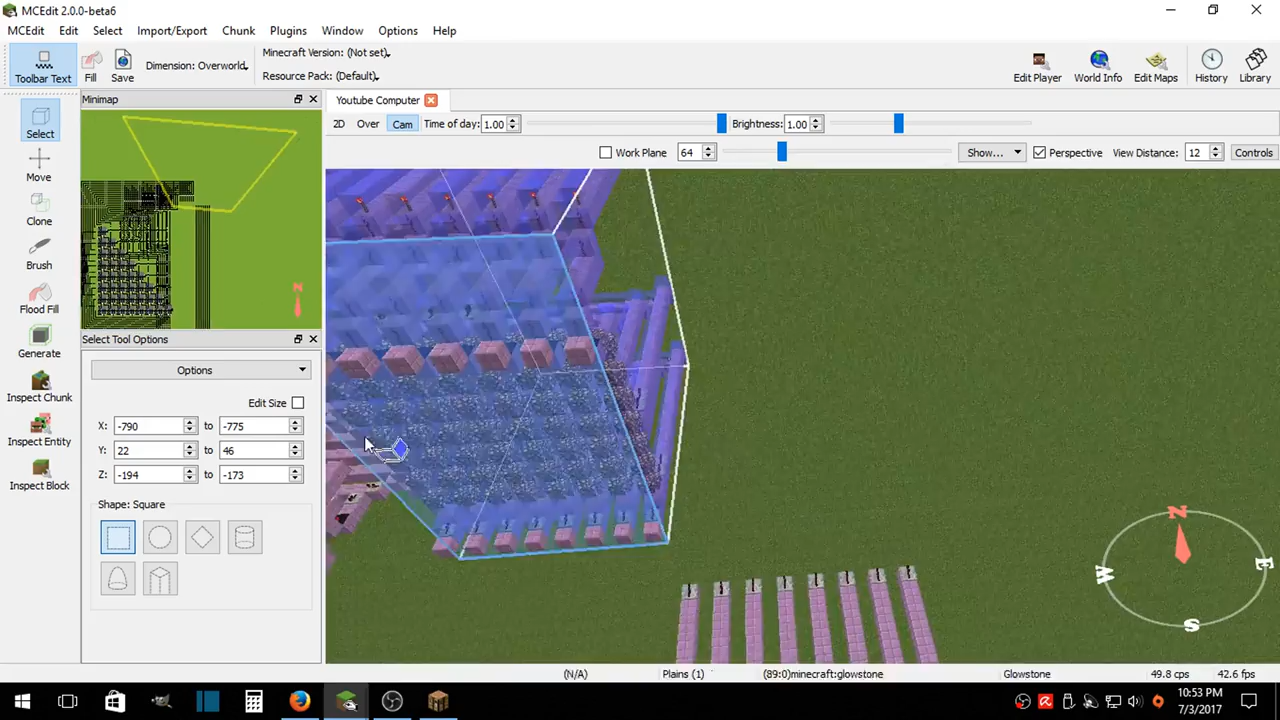 MCEdit 2.0.0-beta6
MCEdit Edit Select Import/Export Chunk Plugins Window Options Help
Toolbar Text
Fill
Save
Dimension: Overworld
Minecraft Version: (Not set)
Resource Pack: (Default)
Edit Player
World Info
Edit Maps
History
Library
Select
Move
Clone
Brush
Flood Fill
Generate
Inspect Chunk
Inspect Entity
Inspect Block
Minimap
N
Select Tool Options
Options
Edit Size
X: -790 to -775
Y: 22 to 46
Z: -194 to -173
Shape: Square
Youtube Computer
2D Over Cam Time of day: 1.00 Brightness: 1.00
Work Plane 64 Show... Perspective View Distance: 12 Controls
N
W
E
S
(N/A) Plains (1) (89:0)minecraft:glowstone Glowstone 49.8 cps 42.6 fps
10:53 PM
7/3/2017